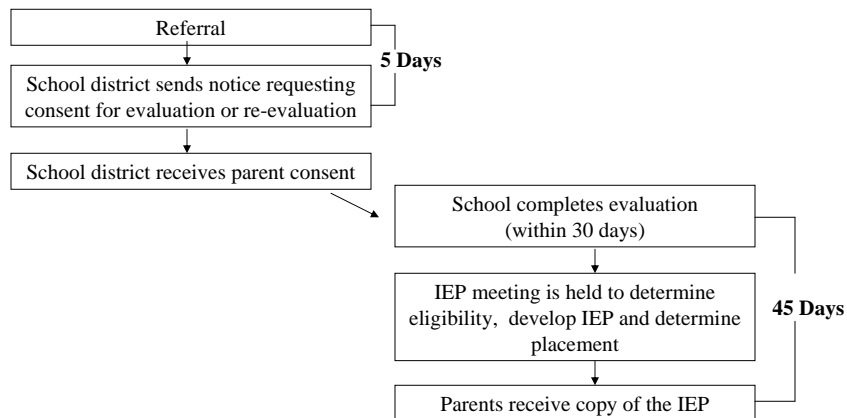 Referral
5 Days
School district sends notice requesting
consent for evaluation or re-evaluation
School district receives parent consent
School completes evaluation
(within 30 days)
IEP meeting is held to determine
eligibility,  develop IEP and determine
placement
45 Days
Parents receive copy of the IEP